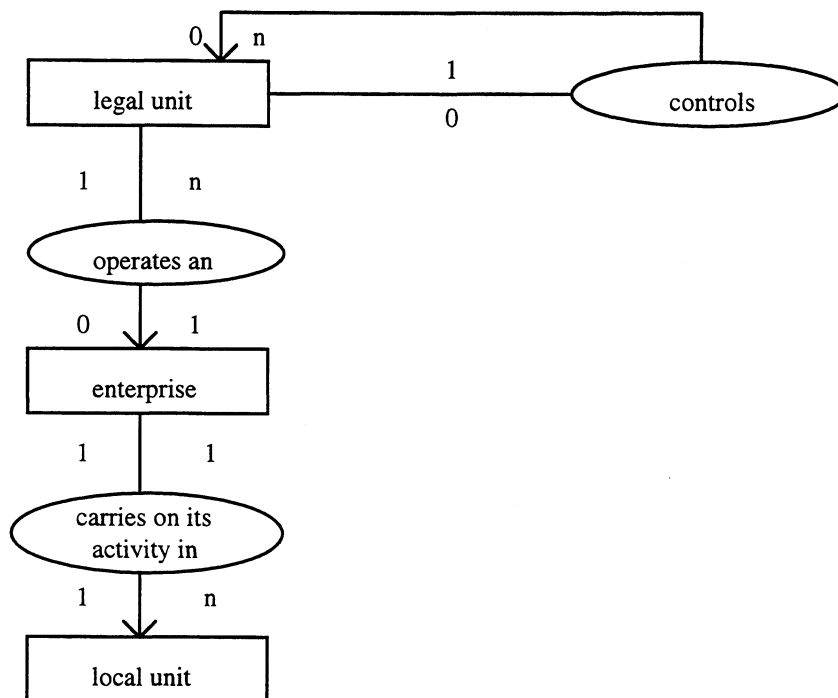 0 n
1
legal unit
controls
0
1 n
operates an
0 1
enterprise
1 1
carries on its
activity in
1 n
local unit